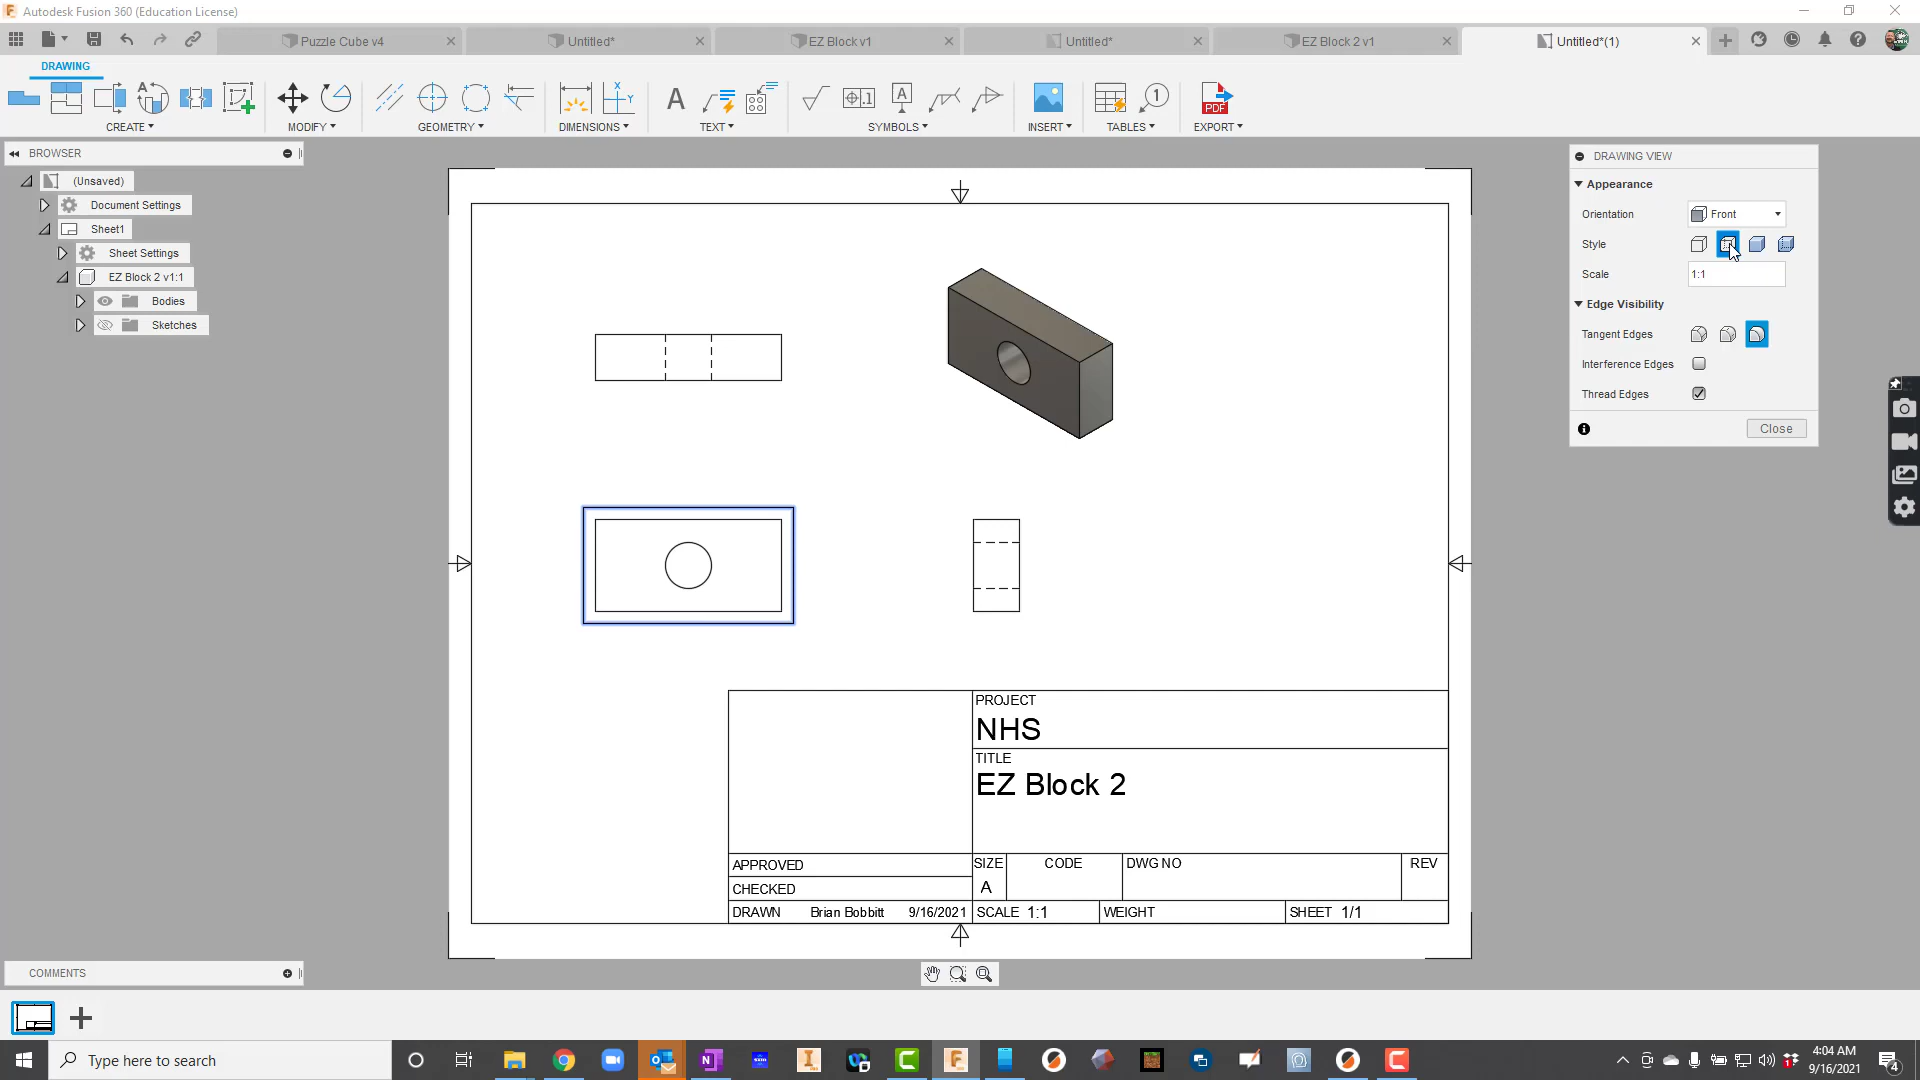 Autodesk Fusion 360 (Education License)
Puzzle Cube v4
Untitled*
EZ Block v1
Untitled*
EZ Block 2 v1
Untitled*(1)
DRAWING
CREATE
MODIFY
GEOMETRY
DIMENSIONS
TEXT
SYMBOLS
INSERT
TABLES
EXPORT
BROWSER
(Unsaved)
Document Settings
Sheet1
Sheet Settings
EZ Block 2 v1:1
Bodies
Sketches
DRAWING VIEW
Appearance
Orientation Front
Style
Scale 1:1
Edge Visibility
Tangent Edges
Interference Edges
Thread Edges
Close
PROJECT
NHS
TITLE
EZ Block 2
APPROVED
CHECKED
DRAWN Brian Bobbitt 9/16/2021
SIZE CODE DWG NO REV
A
SCALE 1:1 WEIGHT SHEET 1/1
COMMENTS
Type here to search
4:04 AM
9/16/2021
4